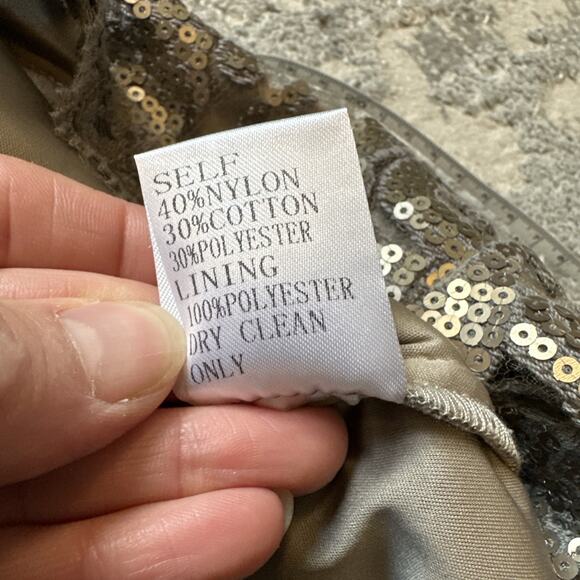 SELF
40%NYLON
30%COTTON
30%POLYESTER
LINING
100%POLYESTER
DRY CLEAN
ONLY